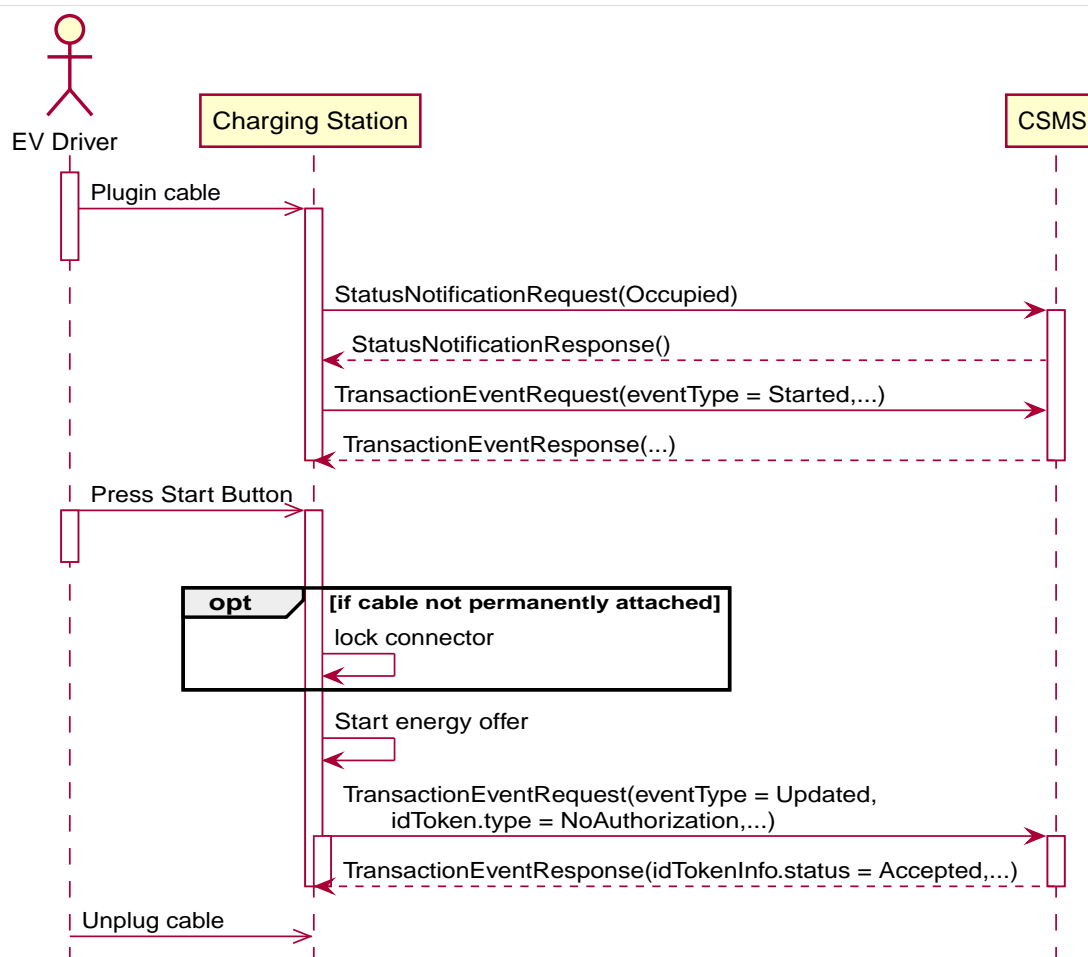 EV Driver
Charging Station
CSMS
Plugin cable
StatusNotificationRequest(Occupied)
StatusNotificationResponse()
TransactionEventRequest(eventType = Started,...)
TransactionEventResponse(...)
Press Start Button
opt
[if cable not permanently attached]
lock connector
Start energy offer
TransactionEventRequest(eventType = Updated,
idToken.type = NoAuthorization,...)
TransactionEventResponse(idTokenInfo.status = Accepted,...)
Unplug cable